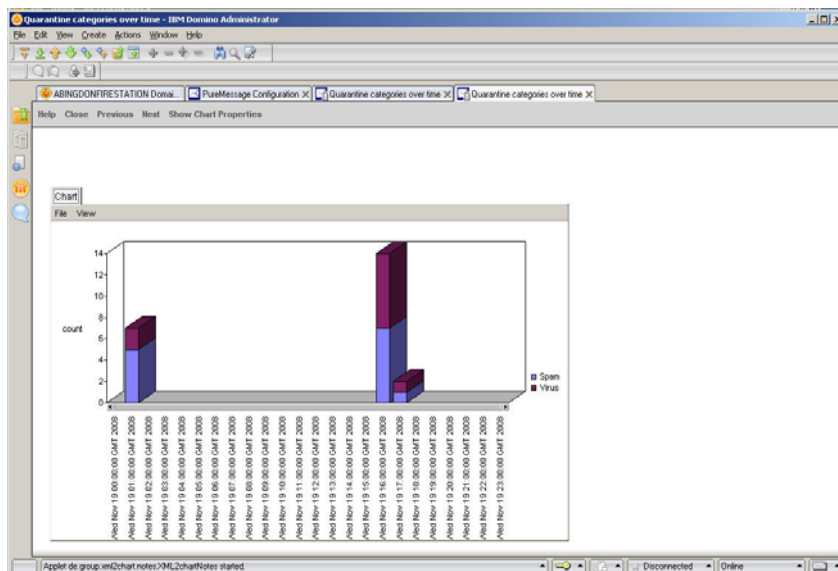 Quarantine categories over time - IBM Domino Administrator
File Edit View Create Actions Window Help
ABINGDONFIRESTATION Domai... PureMessage Configuration Quarantine categories over time Quarantine categories over time
Help Close Previous Next Show Chart Properties
Chart
File View
14
12
10
8
6
4
2
0
count
Spam
Virus
Wed Nov 19 00:00:00 GMT 2008
Wed Nov 19 01:00:00 GMT 2008
Wed Nov 19 02:00:00 GMT 2008
Wed Nov 19 03:00:00 GMT 2008
Wed Nov 19 04:00:00 GMT 2008
Wed Nov 19 05:00:00 GMT 2008
Wed Nov 19 06:00:00 GMT 2008
Wed Nov 19 07:00:00 GMT 2008
Wed Nov 19 08:00:00 GMT 2008
Wed Nov 19 09:00:00 GMT 2008
Wed Nov 19 10:00:00 GMT 2008
Wed Nov 19 11:00:00 GMT 2008
Wed Nov 19 12:00:00 GMT 2008
Wed Nov 19 13:00:00 GMT 2008
Wed Nov 19 14:00:00 GMT 2008
Wed Nov 19 15:00:00 GMT 2008
Wed Nov 19 16:00:00 GMT 2008
Wed Nov 19 17:00:00 GMT 2008
Wed Nov 19 18:00:00 GMT 2008
Wed Nov 19 19:00:00 GMT 2008
Wed Nov 19 20:00:00 GMT 2008
Wed Nov 19 21:00:00 GMT 2008
Wed Nov 19 22:00:00 GMT 2008
Wed Nov 19 23:00:00 GMT 2008
Applet de.group.xml2chart.notes.XML2chartNotes started. Disconnected Online